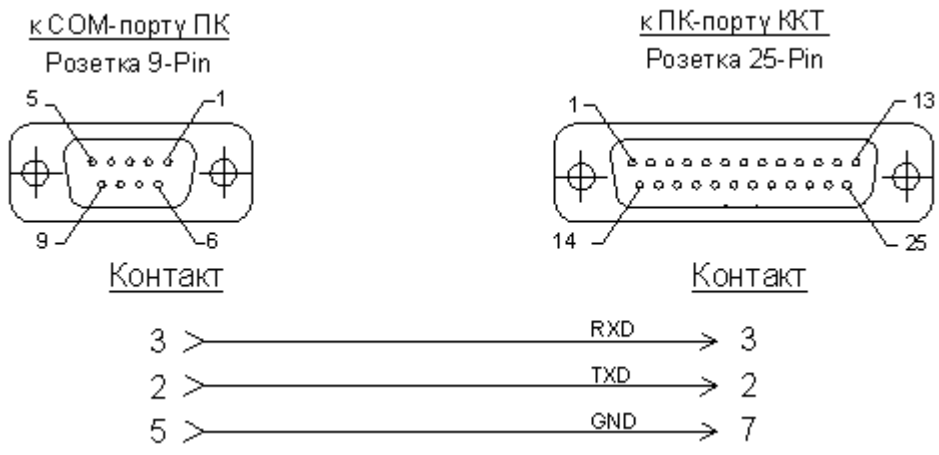 к COM-порту ПК
Розетка 9-Pin
5 1
9 6
Контакт
к ПК-порту ККТ
Розетка 25-Pin
1 13
14 25
Контакт
3 RXD 3
2 TXD 2
5 GND 7